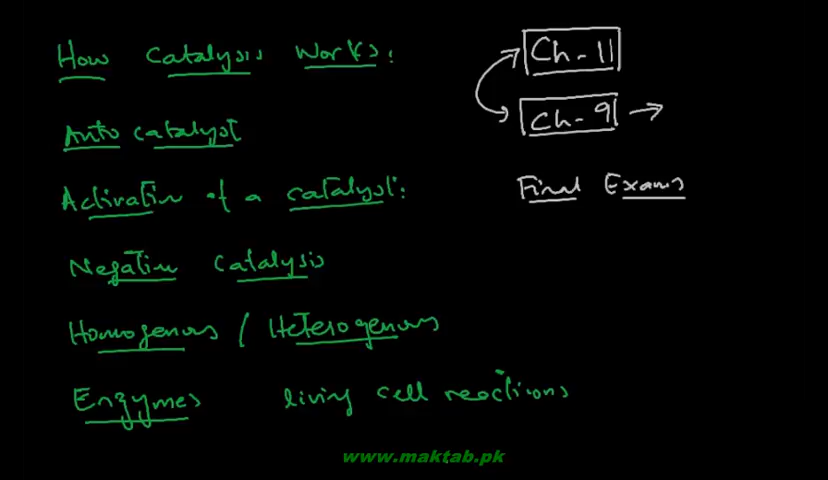 How Catalysis Works:
Auto catalyst
Activation of a catalyst:
Negative Catalysis
Homogenous / Heterogenous
Enzymes living cell reactions
Ch - 11
Ch - 9
Final Exams
www.maktab.pk